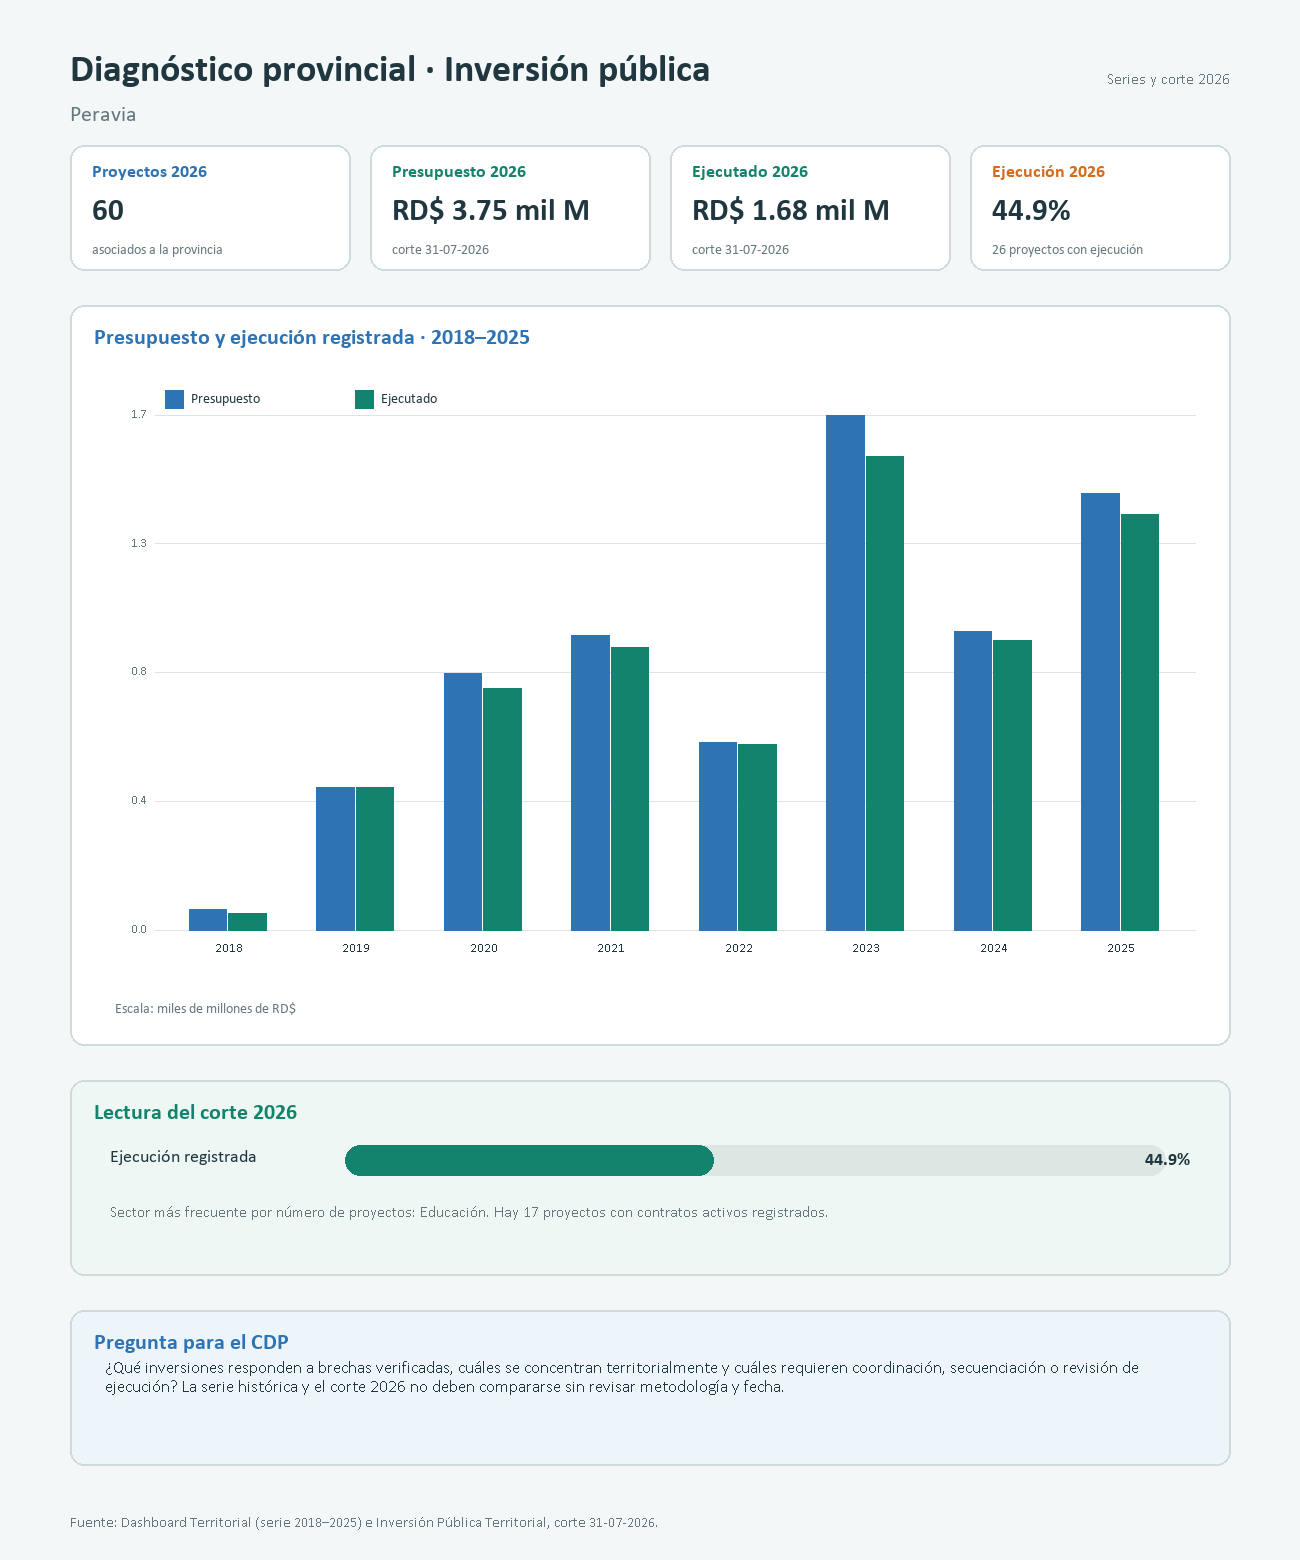 Diagnóstico provincial · Inversión pública
Series y corte 2026
Peravia
Proyectos 2026
60
asociados a la provincia
Presupuesto 2026
RD$ 3.75 mil M
corte 31-07-2026
Ejecutado 2026
RD$ 1.68 mil M
corte 31-07-2026
Ejecución 2026
44.9%
26 proyectos con ejecución
Presupuesto y ejecución registrada · 2018–2025
Presupuesto
Ejecutado
1.7
1.3
0.8
0.4
0.0
2018
2019
2020
2021
2022
2023
2024
2025
Escala: miles de millones de RD$
Lectura del corte 2026
Ejecución registrada
44.9%
Sector más frecuente por número de proyectos: Educación. Hay 17 proyectos con contratos activos registrados.
Pregunta para el CDP
¿Qué inversiones responden a brechas verificadas, cuáles se concentran territorialmente y cuáles requieren coordinación, secuenciación o revisión de
ejecución? La serie histórica y el corte 2026 no deben compararse sin revisar metodología y fecha.
Fuente: Dashboard Territorial (serie 2018–2025) e Inversión Pública Territorial, corte 31-07-2026.